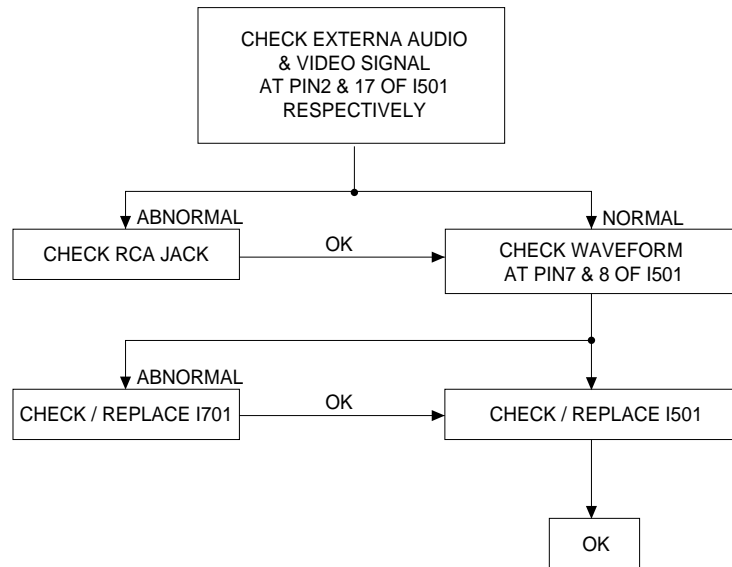 CHECK EXTERNA AUDIO
& VIDEO SIGNAL
AT PIN2 & 17 OF I501
RESPECTIVELY
ABNORMAL
NORMAL
CHECK RCA JACK
OK
CHECK WAVEFORM
AT PIN7 & 8 OF I501
ABNORMAL
CHECK / REPLACE I701
OK
CHECK / REPLACE I501
OK